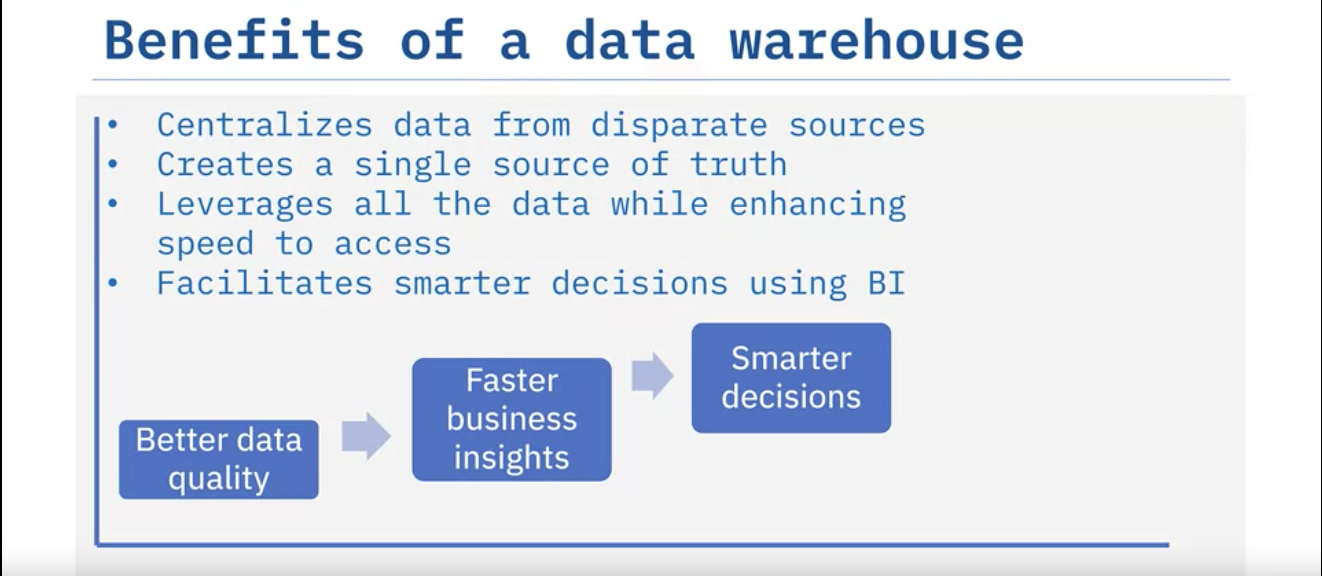 Benefits of a data warehouse
• Centralizes data from disparate sources
• Creates a single source of truth
• Leverages all the data while enhancing
speed to access
• Facilitates smarter decisions using BI
Better data
quality
Faster
business
insights
Smarter
decisions